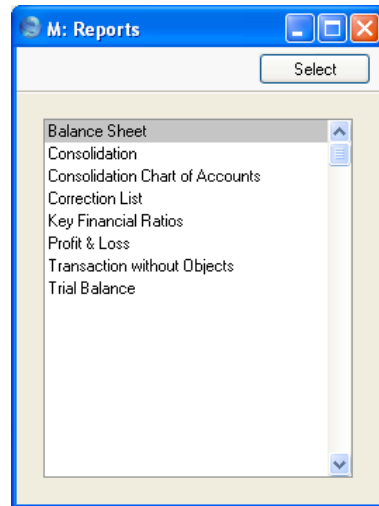 M: Reports
Select
Balance Sheet
Consolidation
Consolidation Chart of Accounts
Correction List
Key Financial Ratios
Profit & Loss
Transaction without Objects
Trial Balance